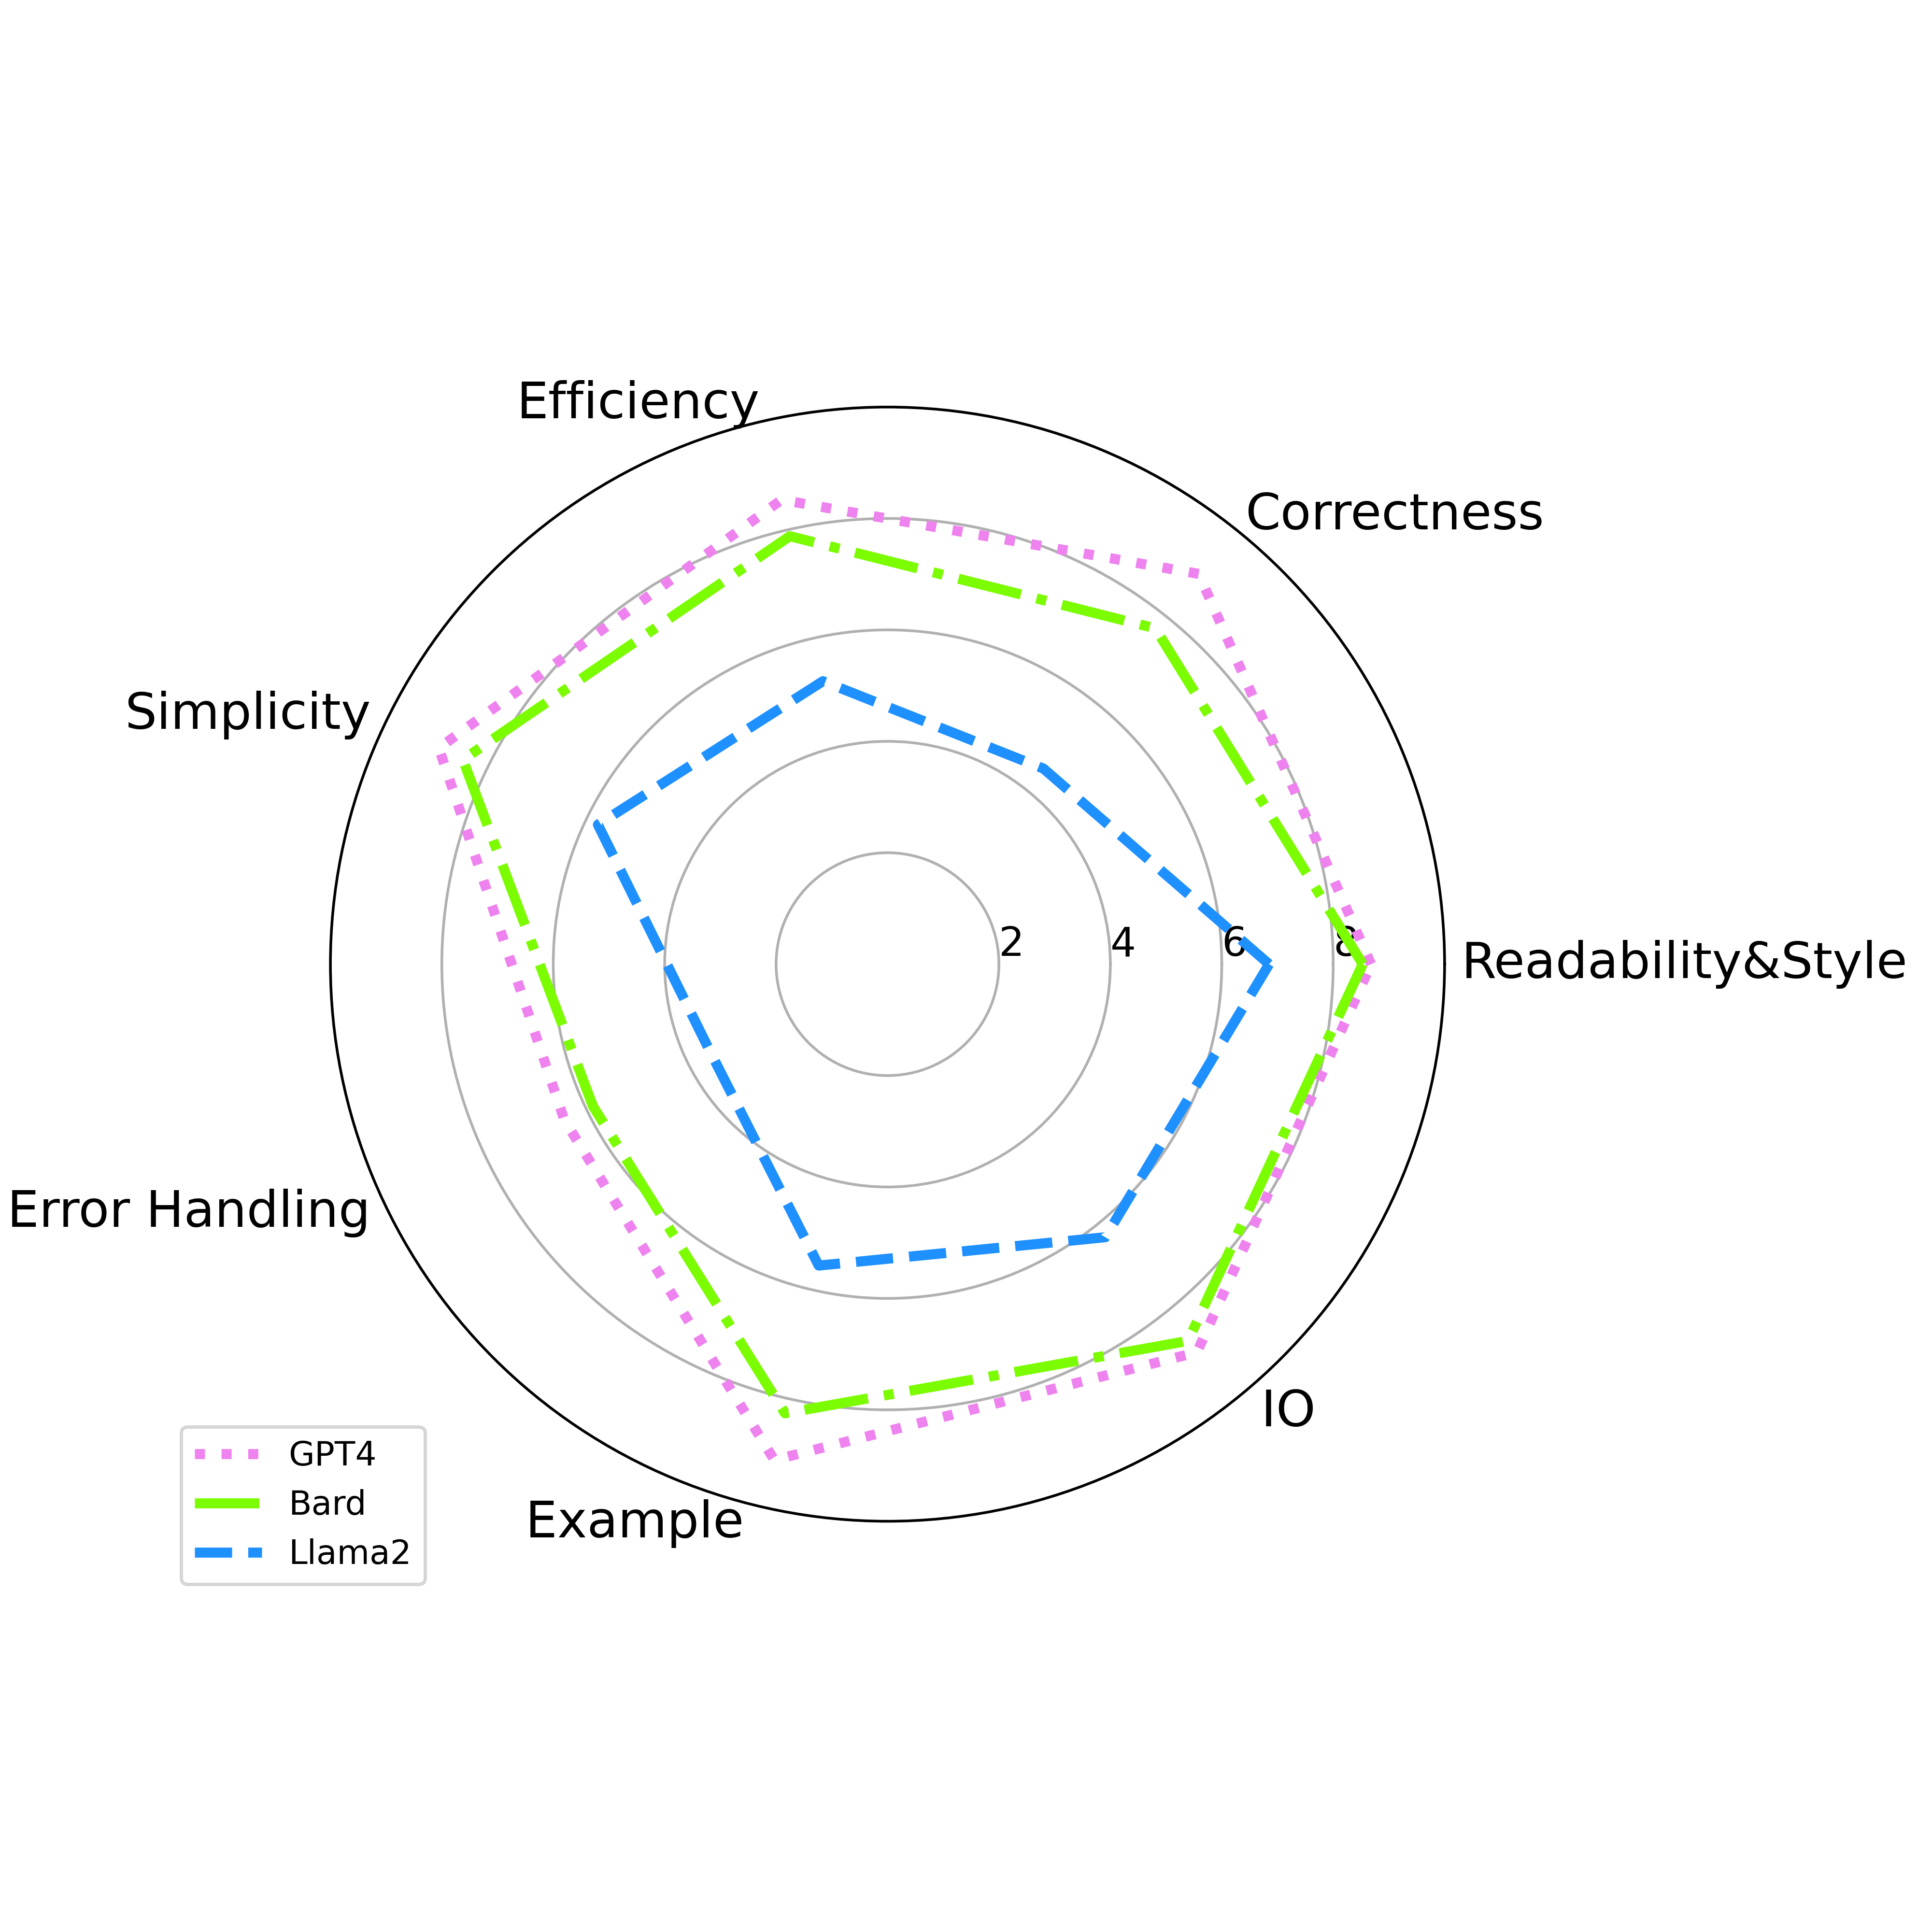 Efficiency
Correctness
Simplicity
2
4
6
8
Readability&Style
Error Handling
IO
Example
GPT4
Bard
Llama2